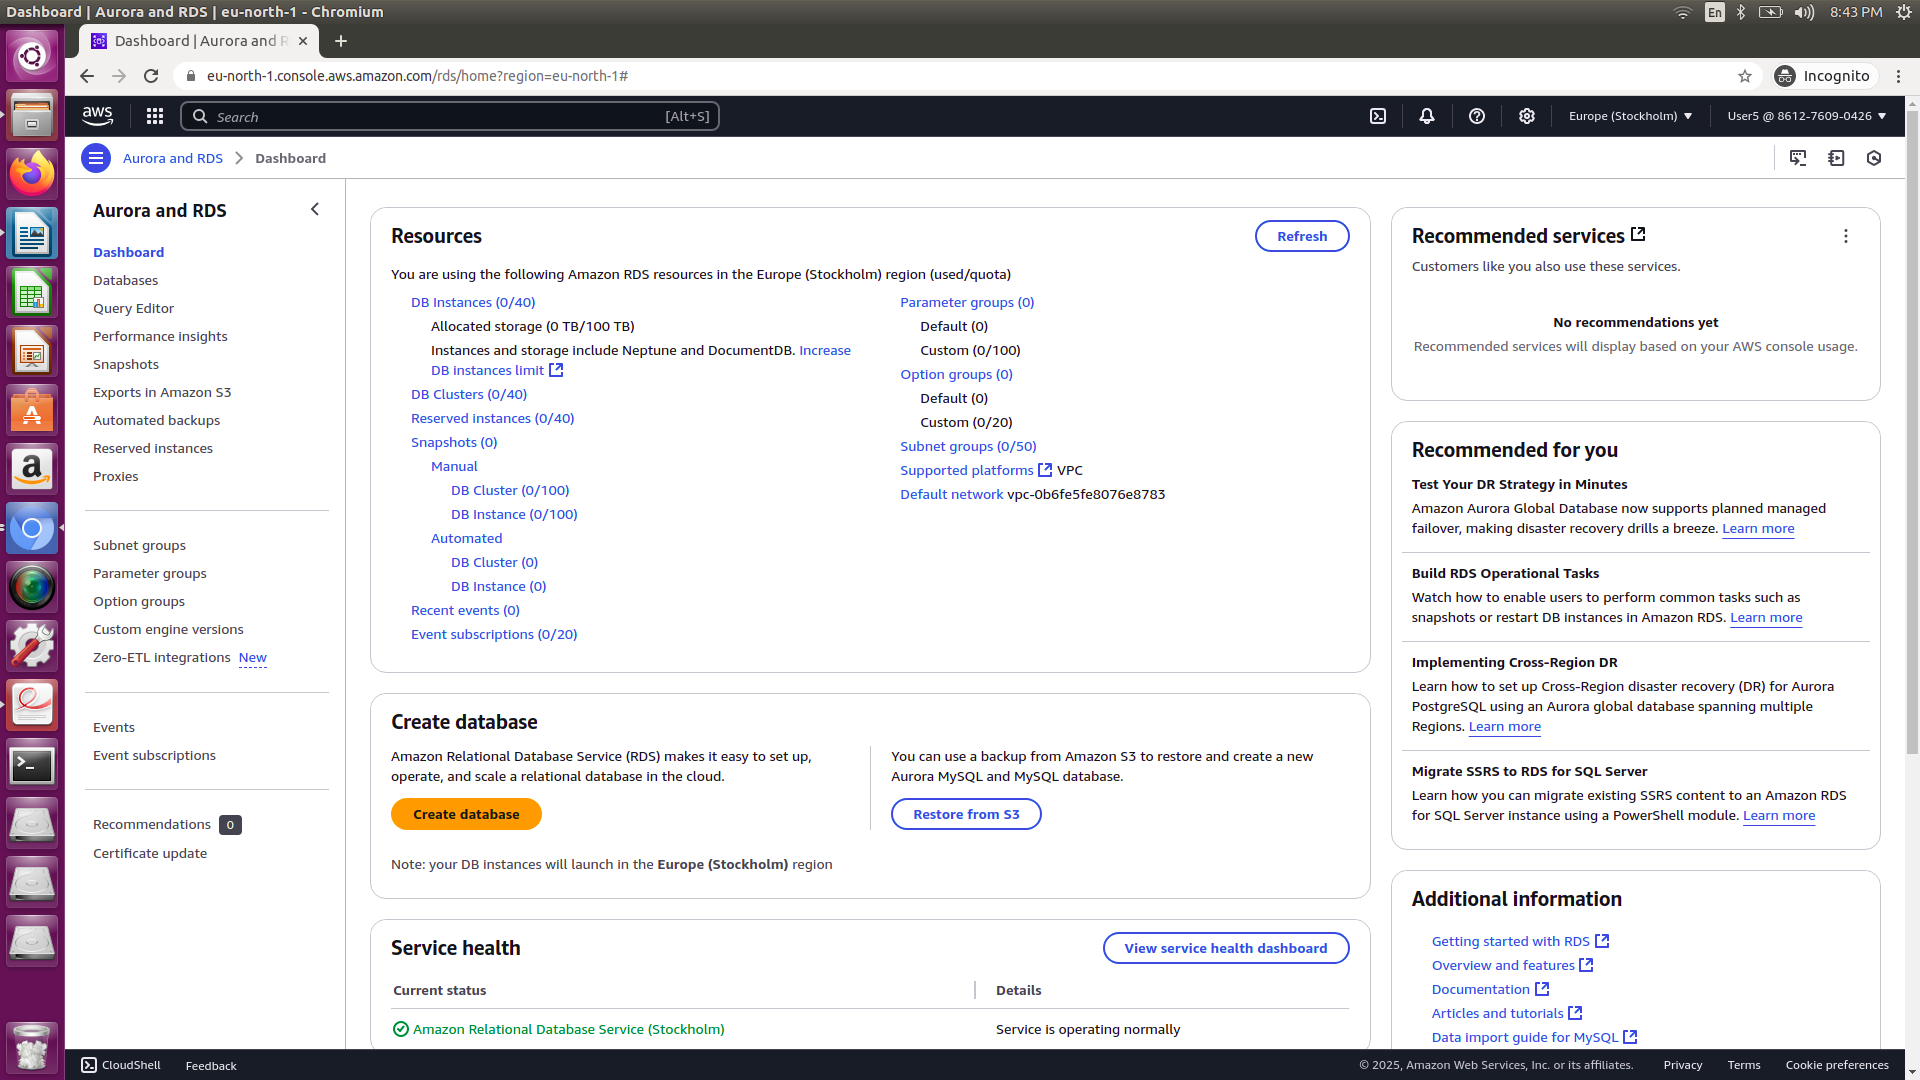 Dashboard | Aurora and RDS | eu-north-1 - Chromium
En
8:43 PM
Dashboard | Aurora and R
eu-north-1.console.aws.amazon.com/rds/home?region=eu-north-1#
Incognito
aws
Search
[Alt+S]
Europe (Stockholm)
User5 @ 8612-7609-0426
Aurora and RDS
Dashboard
Aurora and RDS
Dashboard
Databases
Query Editor
Performance insights
Snapshots
Exports in Amazon S3
Automated backups
Reserved instances
Proxies
Subnet groups
Parameter groups
Option groups
Custom engine versions
Zero-ETL integrations New
Events
Event subscriptions
Recommendations 0
Certificate update
Resources
Refresh
You are using the following Amazon RDS resources in the Europe (Stockholm) region (used/quota)
DB Instances (0/40)
Allocated storage (0 TB/100 TB)
Instances and storage include Neptune and DocumentDB. Increase
DB instances limit
DB Clusters (0/40)
Reserved instances (0/40)
Snapshots (0)
Manual
DB Cluster (0/100)
DB Instance (0/100)
Automated
DB Cluster (0)
DB Instance (0)
Recent events (0)
Event subscriptions (0/20)
Parameter groups (0)
Default (0)
Custom (0/100)
Option groups (0)
Default (0)
Custom (0/20)
Subnet groups (0/50)
Supported platforms VPC
Default network vpc-0b6fe5fe8076e8783
Create database
Amazon Relational Database Service (RDS) makes it easy to set up,
operate, and scale a relational database in the cloud.
Create database
You can use a backup from Amazon S3 to restore and create a new
Aurora MySQL and MySQL database.
Restore from S3
Note: your DB instances will launch in the Europe (Stockholm) region
Service health
View service health dashboard
Current status
Details
Amazon Relational Database Service (Stockholm)
Service is operating normally
Recommended services
Customers like you also use these services.
No recommendations yet
Recommended services will display based on your AWS console usage.
Recommended for you
Test Your DR Strategy in Minutes
Amazon Aurora Global Database now supports planned managed
failover, making disaster recovery drills a breeze. Learn more
Build RDS Operational Tasks
Watch how to enable users to perform common tasks such as
snapshots or restart DB instances in Amazon RDS. Learn more
Implementing Cross-Region DR
Learn how to set up Cross-Region disaster recovery (DR) for Aurora
PostgreSQL using an Aurora global database spanning multiple
Regions. Learn more
Migrate SSRS to RDS for SQL Server
Learn how you can migrate existing SSRS content to an Amazon RDS
for SQL Server instance using a PowerShell module. Learn more
Additional information
Getting started with RDS
Overview and features
Documentation
Articles and tutorials
Data import guide for MySQL
CloudShell
Feedback
© 2025, Amazon Web Services, Inc. or its affiliates.
Privacy
Terms
Cookie preferences